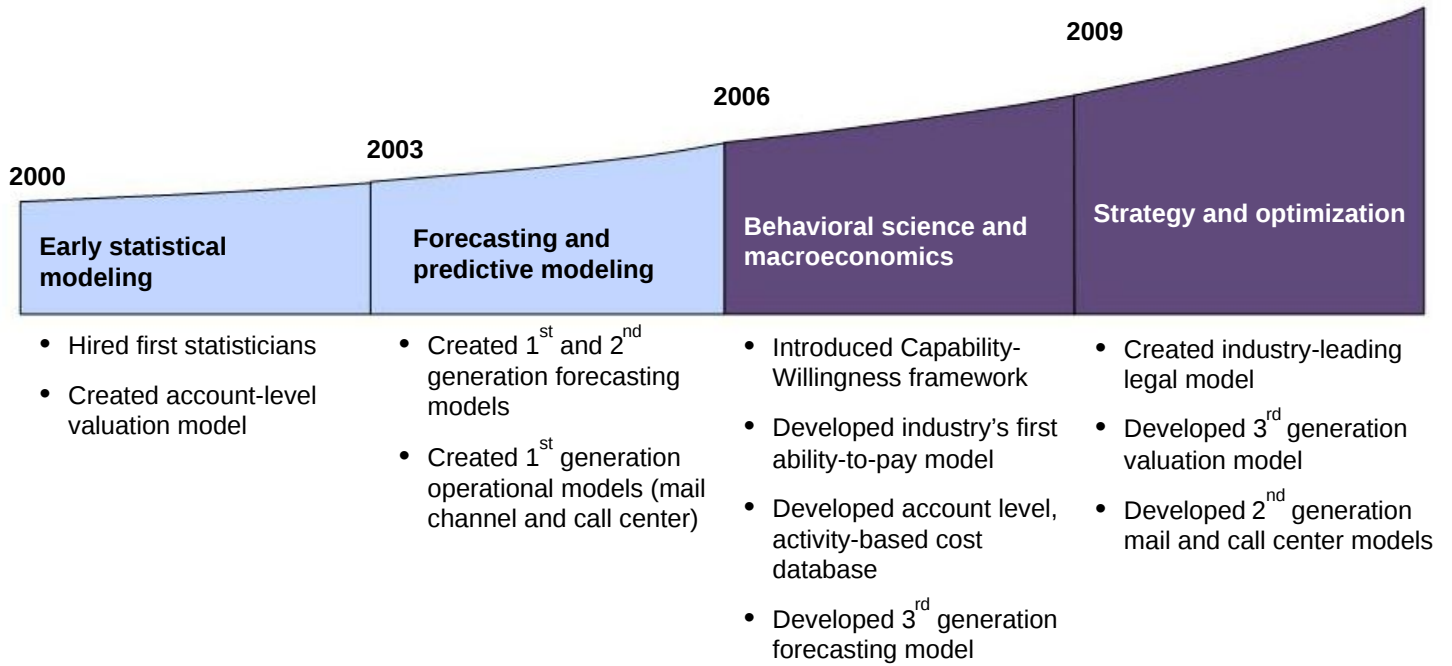 2000
2003
2006
2009
Early statistical
modeling
Forecasting and
predictive modeling
Behavioral science and
macroeconomics
Strategy and optimization
• Hired first statisticians
• Created account-level
valuation model
• Created 1st and 2nd
generation forecasting
models
• Created 1st generation
operational models (mail
channel and call center)
• Introduced Capability-
Willingness framework
• Developed industry’s first
ability-to-pay model
• Developed account level,
activity-based cost
database
• Developed 3rd generation
forecasting model
• Created industry-leading
legal model
• Developed 3rd generation
valuation model
• Developed 2nd generation
mail and call center models